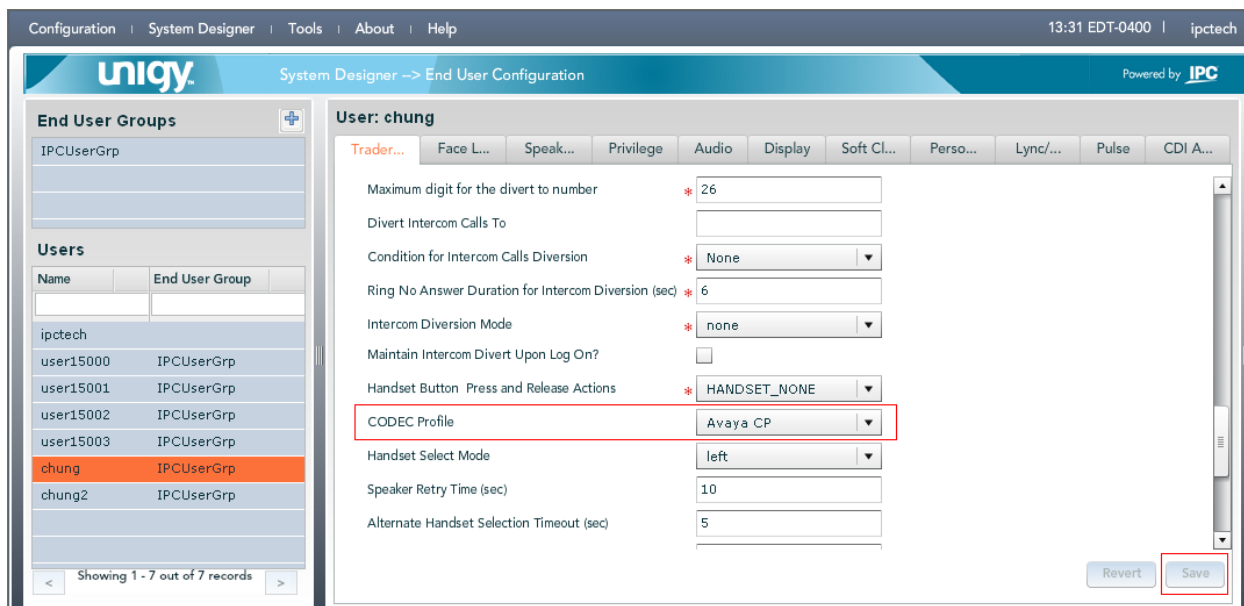 Configuration | System Designer | Tools | About | Help 13:31 EDT-0400 | ipctech
unigy. System Designer --> End User Configuration Powered by IPC
End User Groups
IPCUserGrp
Users
Name End User Group
ipctech
user15000 IPCUserGrp
user15001 IPCUserGrp
user15002 IPCUserGrp
user15003 IPCUserGrp
chung IPCUserGrp
chung2 IPCUserGrp
< Showing 1 - 7 out of 7 records >
User: chung
Trader... Face L... Speak... Privilege Audio Display Soft Cl... Perso... Lync/... Pulse CDI A...
Maximum digit for the divert to number * 26
Divert Intercom Calls To
Condition for Intercom Calls Diversion * None
Ring No Answer Duration for Intercom Diversion (sec) * 6
Intercom Diversion Mode * none
Maintain Intercom Divert Upon Log On?
Handset Button Press and Release Actions * HANDSET_NONE
CODEC Profile Avaya CP
Handset Select Mode left
Speaker Retry Time (sec) 10
Alternate Handset Selection Timeout (sec) 5
Revert Save